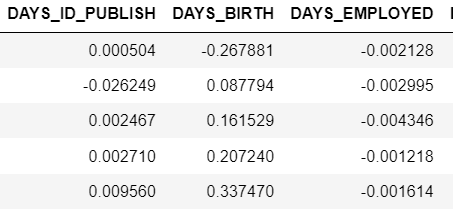 DAYS_ID_PUBLISH DAYS_BIRTH DAYS_EMPLOYED
0.000504 -0.267881 -0.002128
-0.026249 0.087794 -0.002995
0.002467 0.161529 -0.004346
0.002710 0.207240 -0.001218
0.009560 0.337470 -0.001614